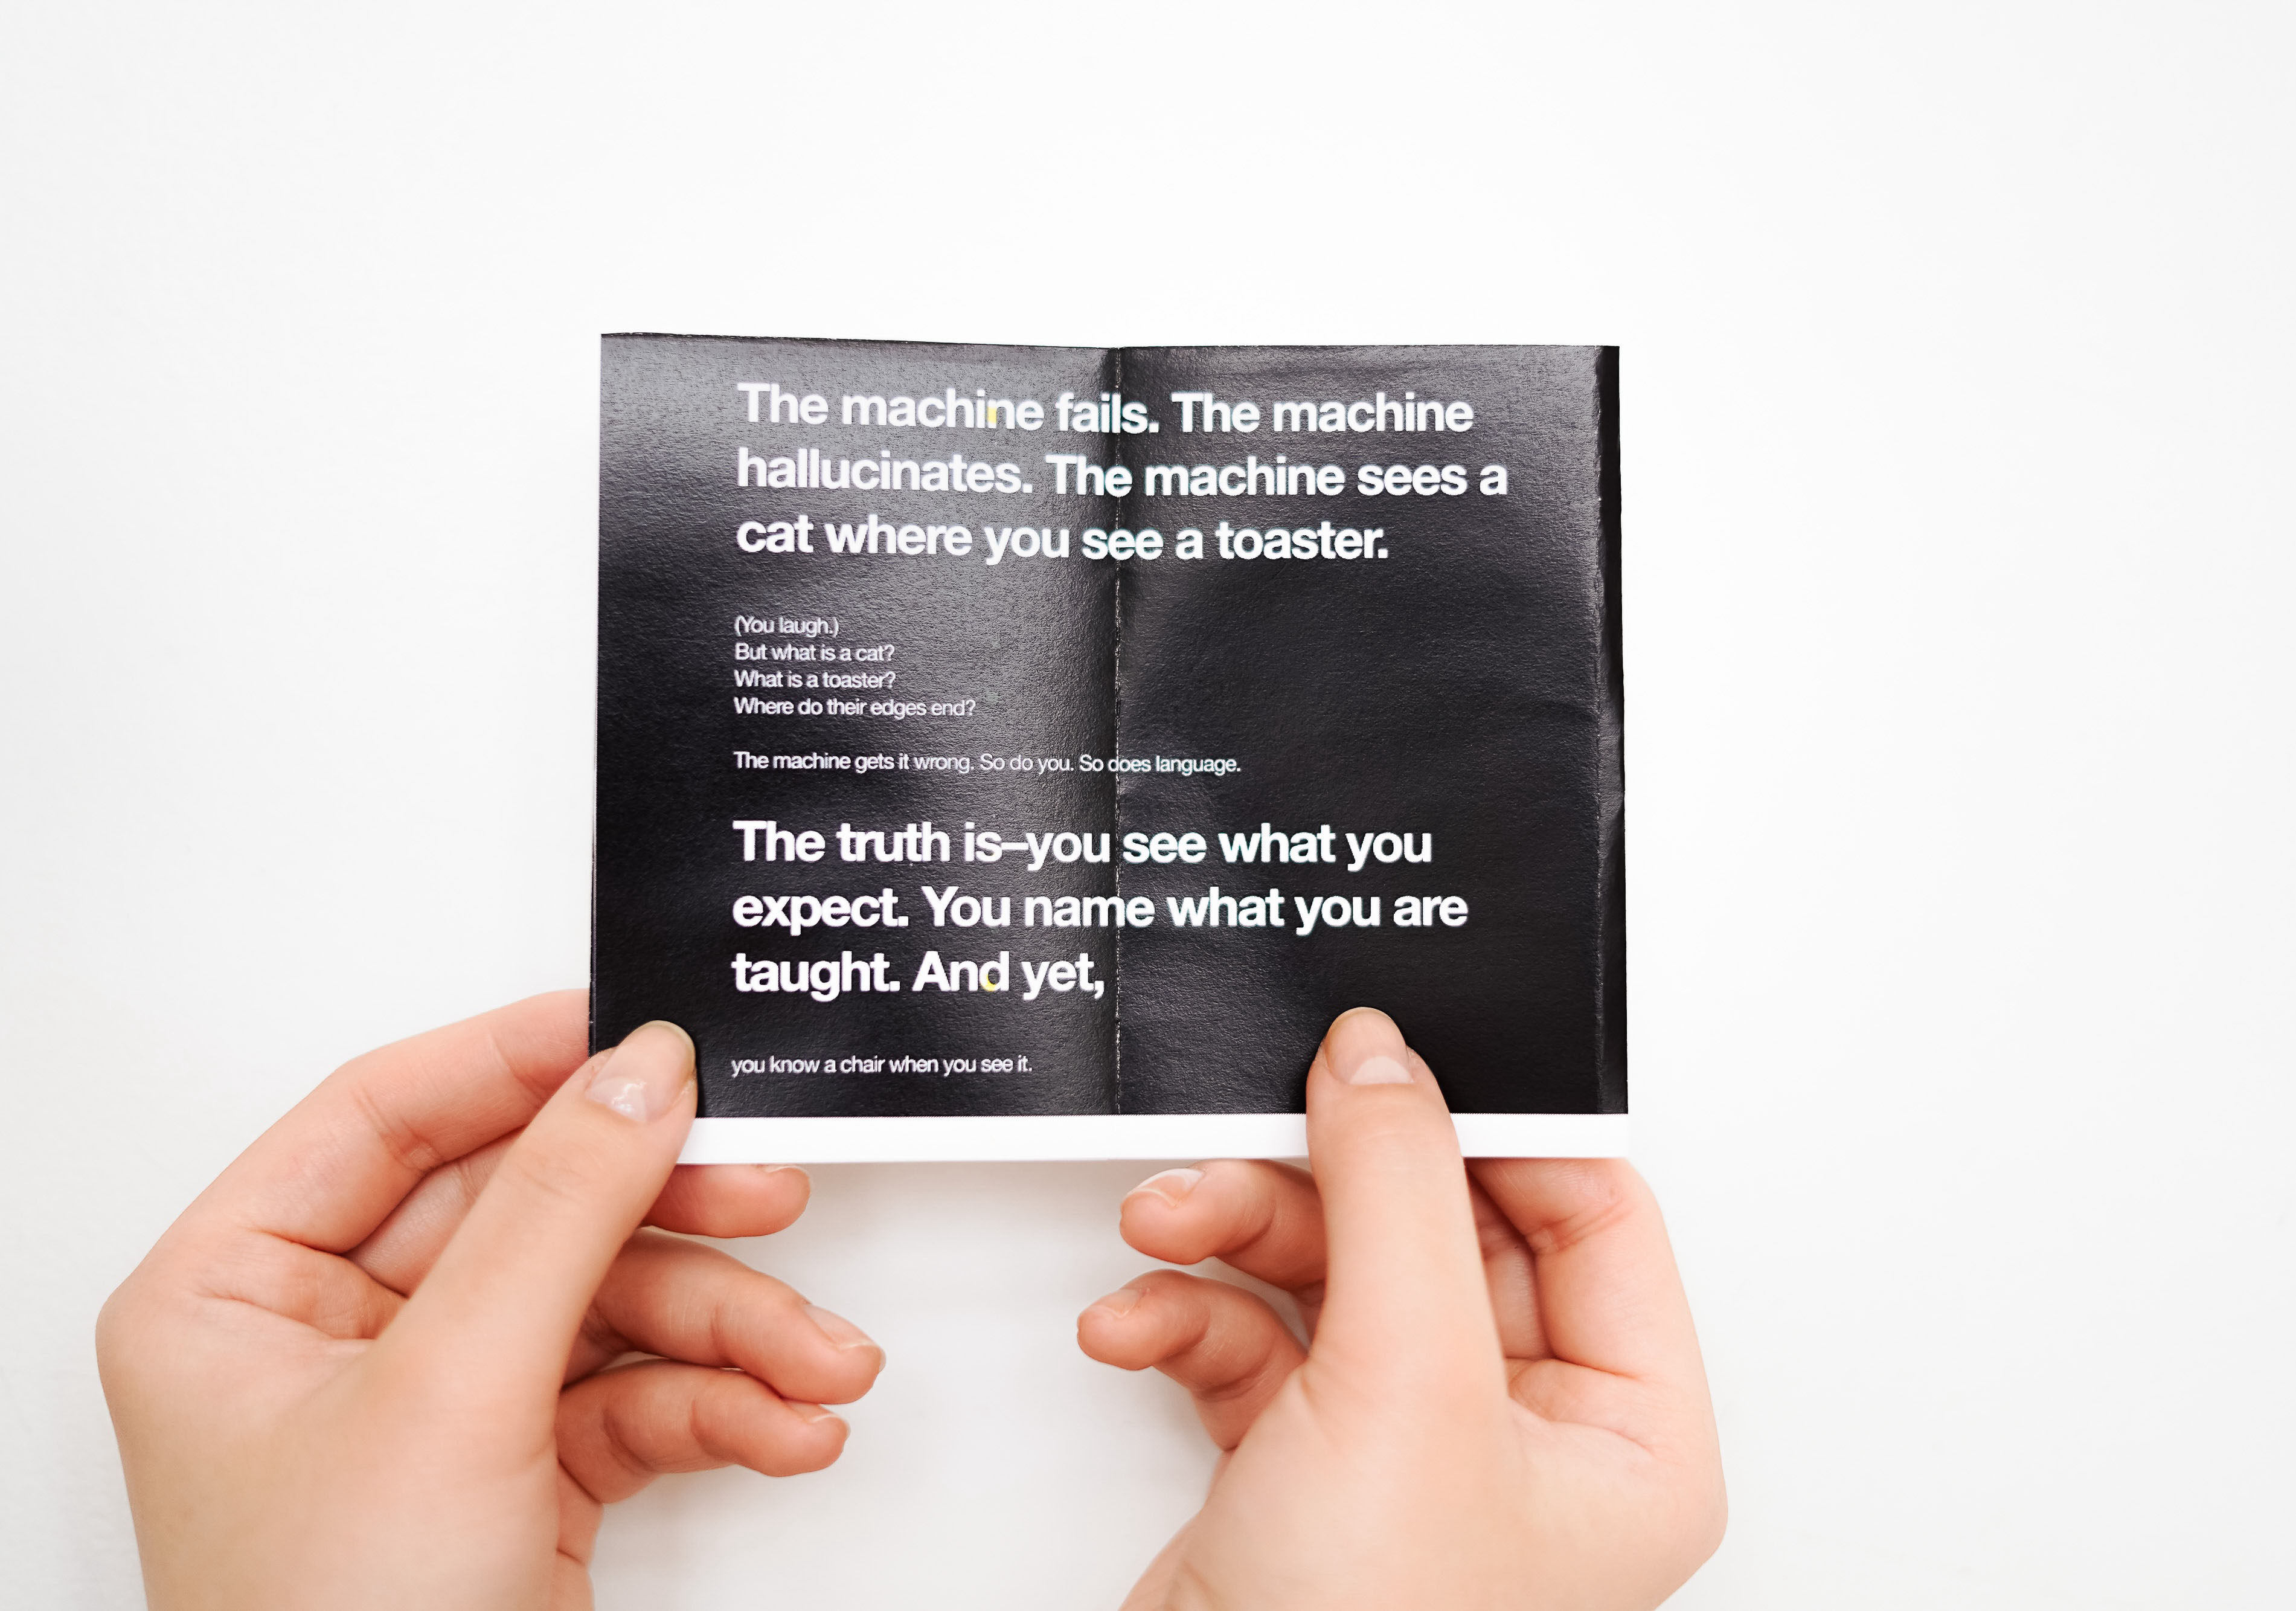 The machine fails. The machine
hallucinates. The machine sees a
cat where you see a toaster.
(You laugh.)
But what is a cat?
What is a toaster?
Where do their edges end?
The machine gets it wrong. So do you. So does language.
The truth is–you see what you
expect. You name what you are
taught. And yet,
you know a chair when you see it.